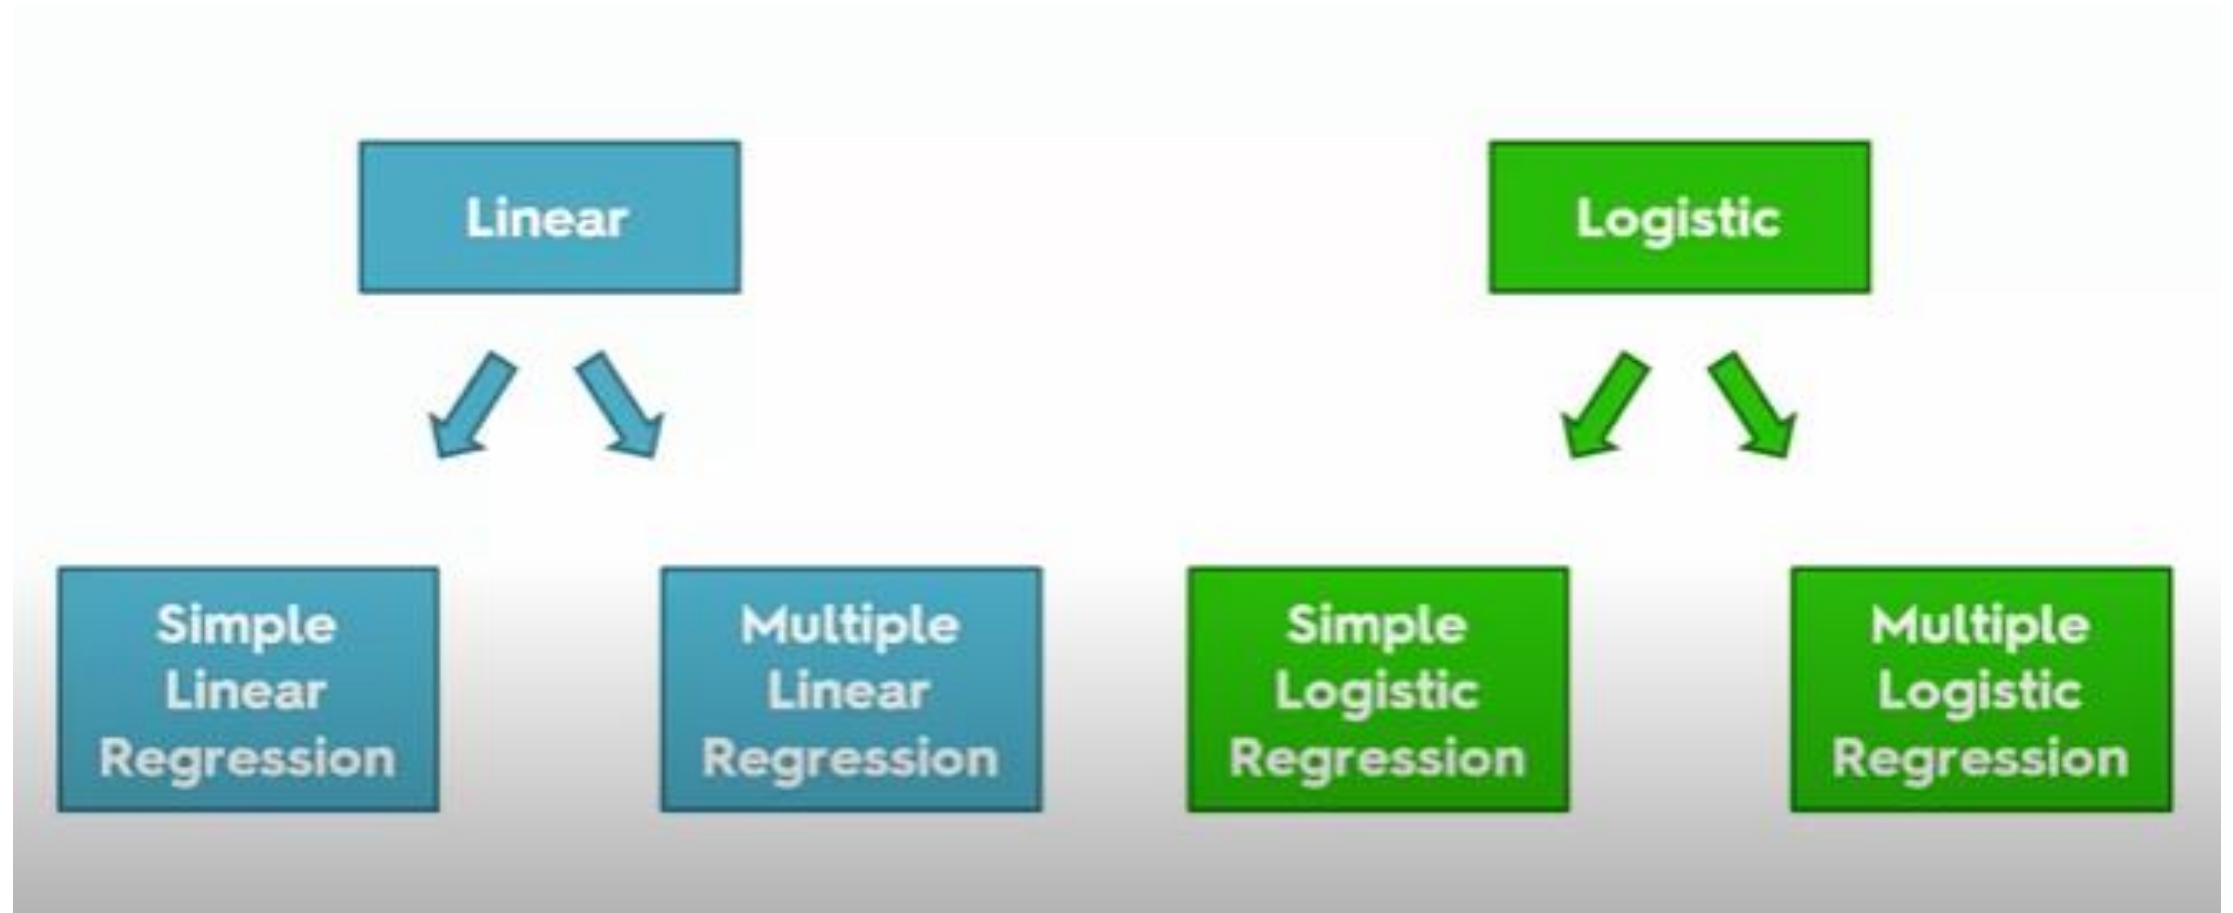 Linear
Logistic
Simple
Linear
Regression
Multiple
Linear
Regression
Simple
Logistic
Regression
Multiple
Logistic
Regression